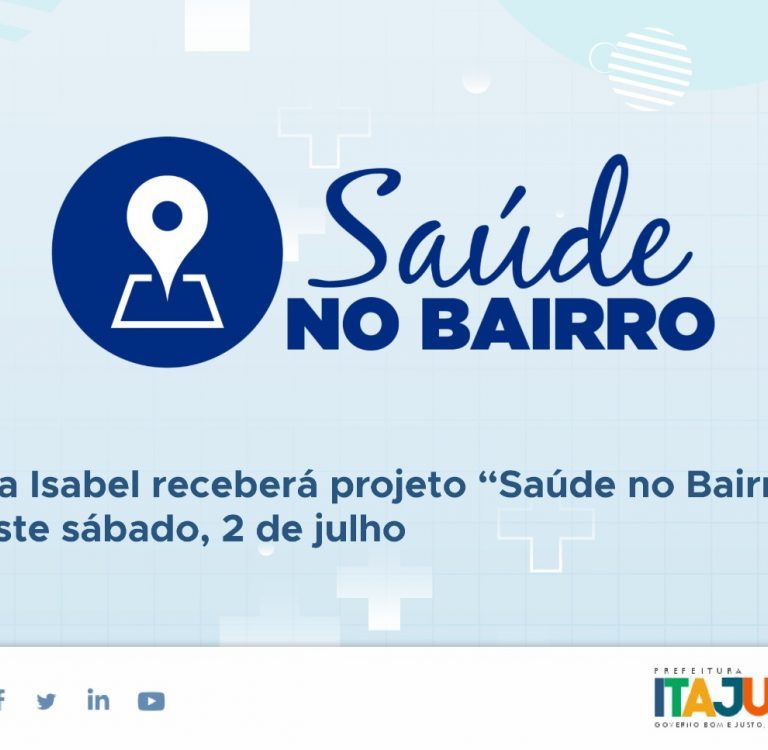 Saúde
NO BAIRRO
a Isabel receberá projeto “Saúde no Bairr
ste sábado, 2 de julho
PREFEITURA
ITAJU
GOVERNO BOM E JUSTO.